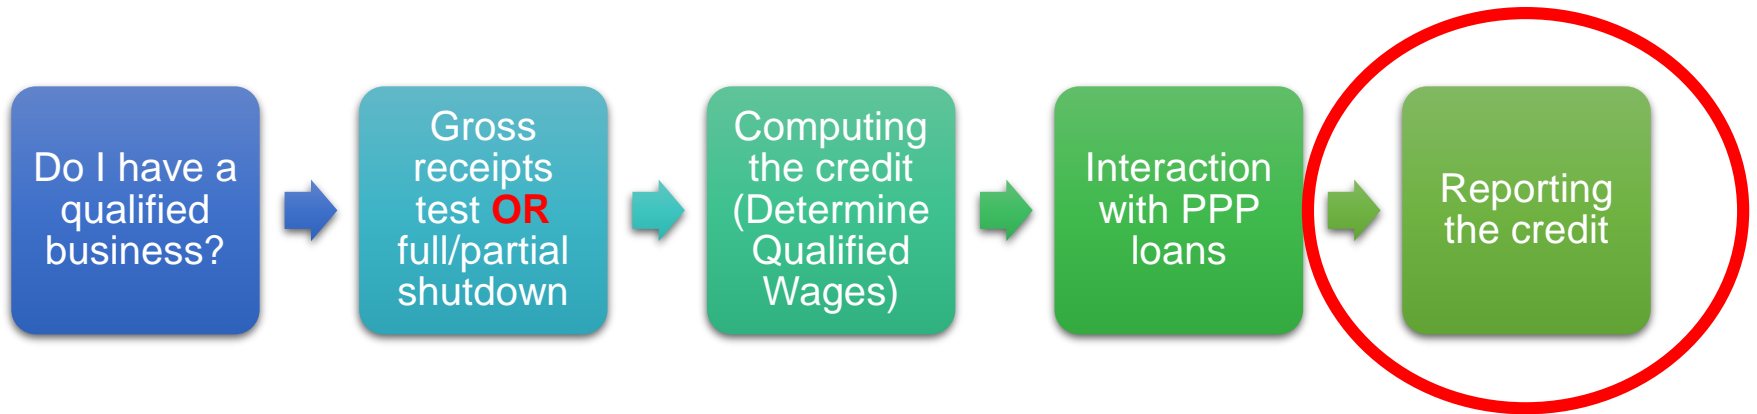 Do I have a
qualified
business?
Gross
receipts
test OR
full/partial
shutdown
Computing
the credit
(Determine
Qualified
Wages)
Interaction
with PPP
loans
Reporting
the credit